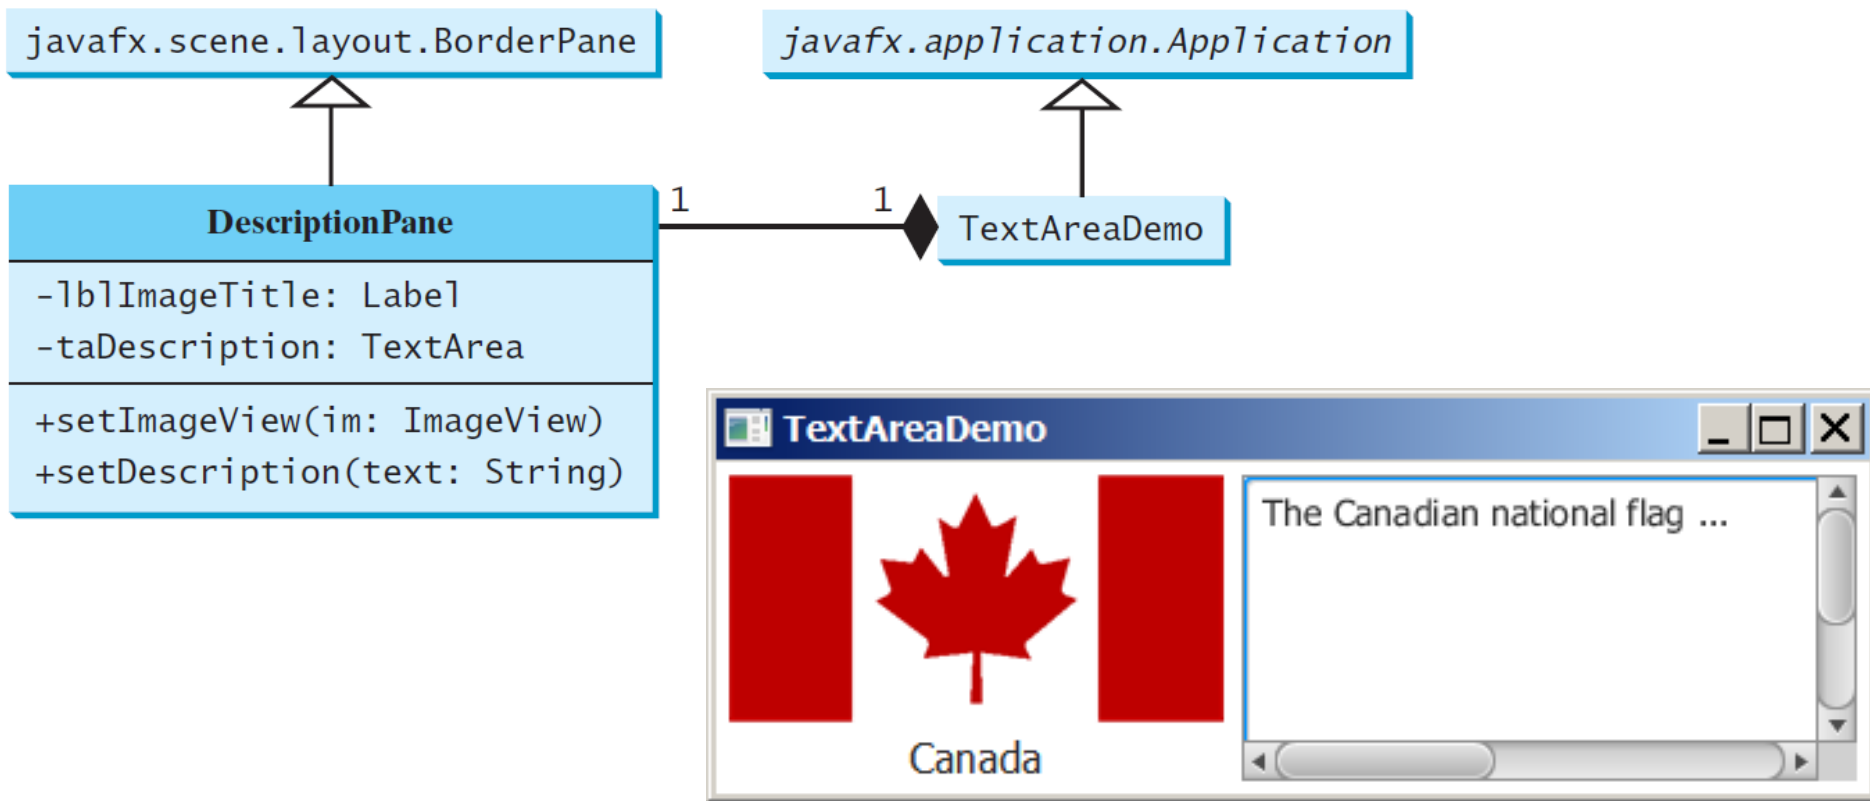 javafx.scene.layout.BorderPane
javafx.application.Application
DescriptionPane
-lblImageTitle: Label
-taDescription: TextArea
+setImageView(im: ImageView)
+setDescription(text: String)
1
1
TextAreaDemo
TextAreaDemo
The Canadian national flag ...
Canada